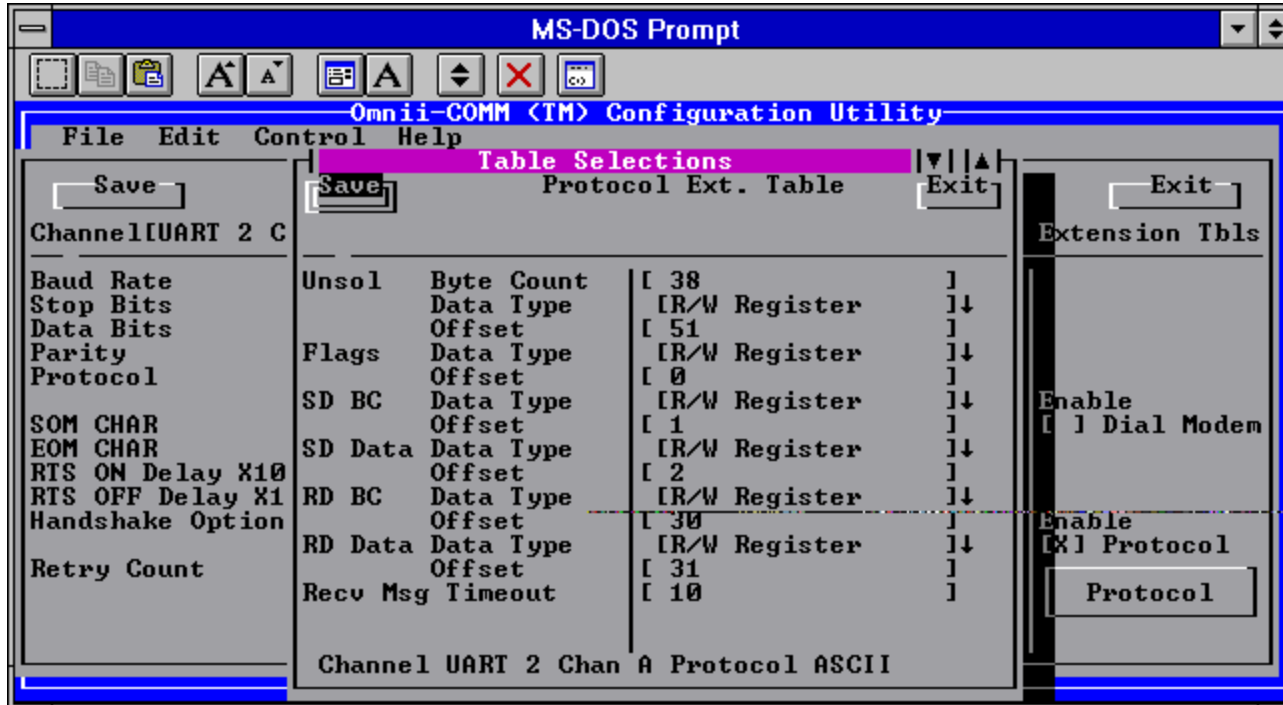 MS-DOS Prompt
Omnii-COMM (TM) Configuration Utility
File Edit Control Help
Table Selections
Save
Save
Protocol Ext. Table
Exit
Exit
Channel[UART 2 C
Extension Tbls
Baud Rate
Unsol Byte Count [ 38 ]
Stop Bits
Data Type [R/W Register ]↓
Data Bits
Offset [ 51 ]
Parity
Flags Data Type [R/W Register ]↓
Protocol
Offset [ 0 ]
SD BC Data Type [R/W Register ]↓
Enable
SOM CHAR
Offset [ 1 ]
[ ] Dial Modem
EOM CHAR
SD Data Data Type [R/W Register ]↓
RTS ON Delay X10
Offset [ 2 ]
RTS OFF Delay X1
RD BC Data Type [R/W Register ]↓
Handshake Option
Offset [ 30 ]
Enable
RD Data Data Type [R/W Register ]↓
[X] Protocol
Retry Count
Offset [ 31 ]
Recv Msg Timeout [ 10 ]
Protocol
Channel UART 2 Chan A Protocol ASCII